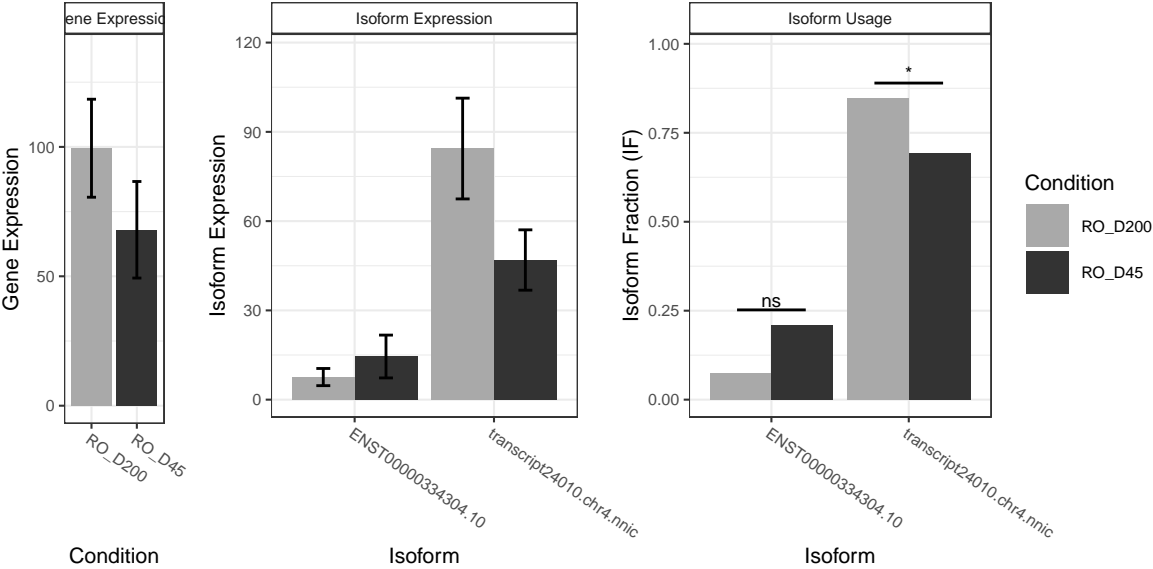 ene Expressio
Gene Expression
100
50
0
RO_D200
RO_D45
Condition
Isoform Expression
Isoform Expression
120
90
60
30
0
ENST00000334304.10
transcript24010.chr4.nnic
Isoform
Isoform Usage
Isoform Fraction (IF)
1.00
0.75
0.50
0.25
0.00
ns
*
ENST00000334304.10
transcript24010.chr4.nnic
Isoform
Condition
RO_D200
RO_D45